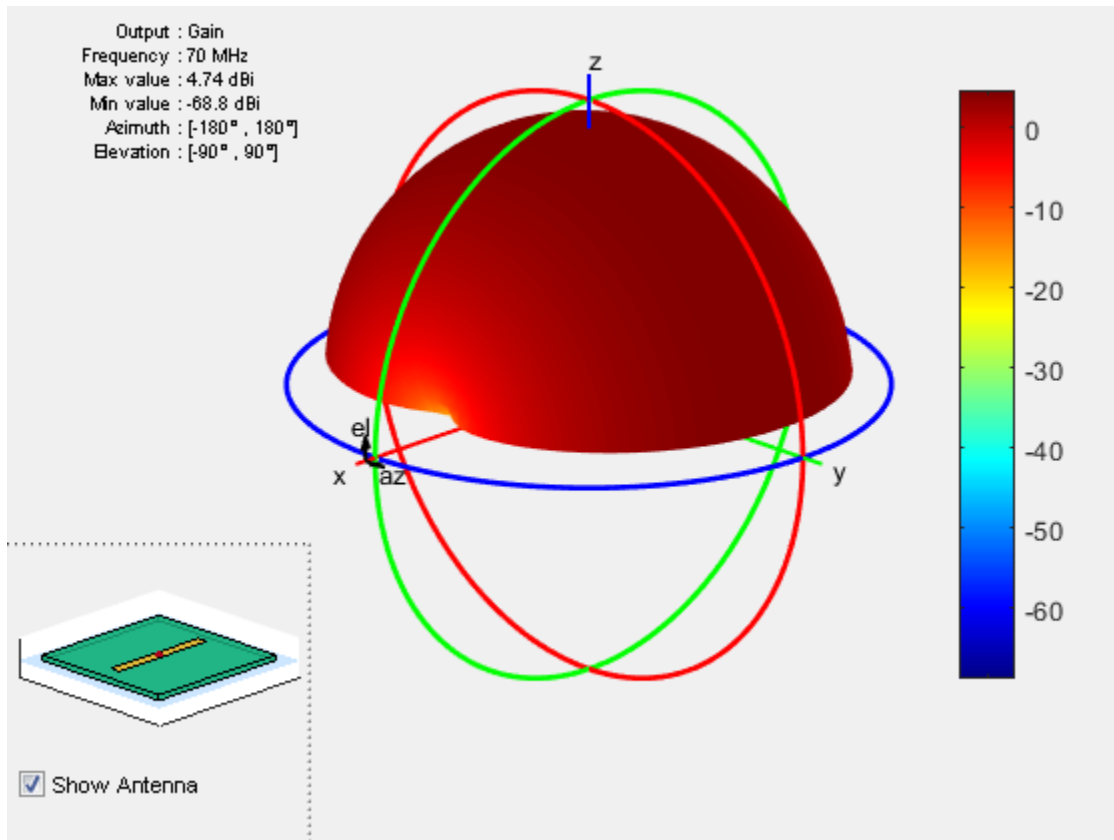 Output : Gain
Frequency : 70 MHz
Max value : 4.74 dBi
Min value : -68.8 dBi
Azimuth : [-180° , 180°]
Elevation : [-90° , 90°]
z
0
-10
-20
-30
-40
-50
-60
el
x
az
y
Show Antenna